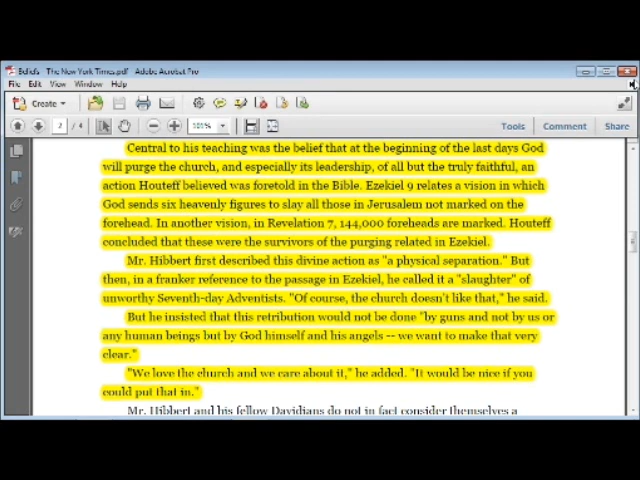 Beliefs - The New York Times.pdf - Adobe Acrobat Pro
File Edit View Window Help
Create
2 / 4 101% Tools Comment Share
Central to his teaching was the belief that at the beginning of the last days God
will purge the church, and especially its leadership, of all but the truly faithful, an
action Houteff believed was foretold in the Bible. Ezekiel 9 relates a vision in which
God sends six heavenly figures to slay all those in Jerusalem not marked on the
forehead. In another vision, in Revelation 7, 144,000 foreheads are marked. Houteff
concluded that these were the survivors of the purging related in Ezekiel.
Mr. Hibbert first described this divine action as "a physical separation." But
then, in a franker reference to the passage in Ezekiel, he called it a "slaughter" of
unworthy Seventh-day Adventists. "Of course, the church doesn't like that," he said.
But he insisted that this retribution would not be done "by guns and not by us or
any human beings but by God himself and his angels -- we want to make that very
clear."
"We love the church and we care about it," he added. "It would be nice if you
could put that in."
Mr. Hibbert and his fellow Davidians do not in fact consider themselves a